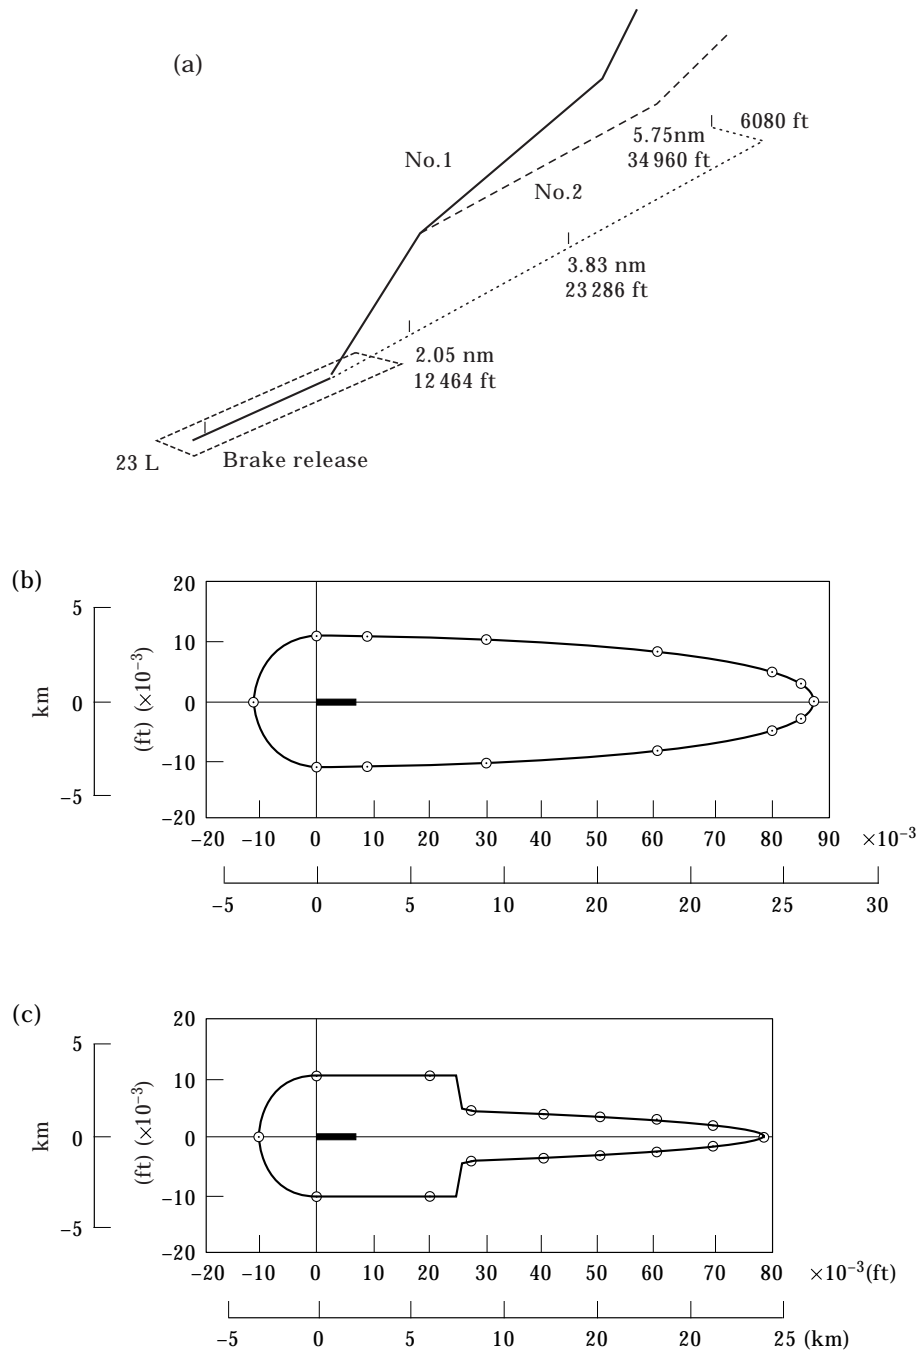 (a)
6080 ft
5.75nm
34 960 ft
No.1
No.2
3.83 nm
23 286 ft
2.05 nm
12 464 ft
Brake release
23 L
(b)
km
5
0
−5
(ft) (×10⁻³)
20
10
0
−10
−20
−20 −10 0 10 20 30 40 50 60 70 80 90 ×10⁻³
−5 0 5 10 20 20 25 30
(c)
km
5
0
−5
(ft) (×10⁻³)
20
10
0
−10
−20
−20 −10 0 10 20 30 40 50 60 70 80 ×10⁻³(ft)
−5 0 5 10 20 20 25 (km)